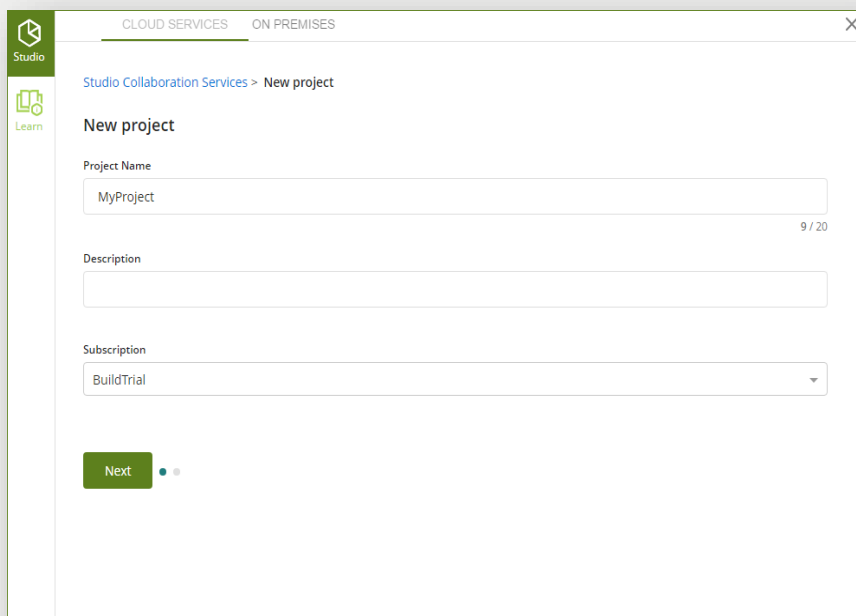 CLOUD SERVICES ON PREMISES
Studio
Learn
Studio Collaboration Services > New project
New project
Project Name
MyProject
9 / 20
Description
Subscription
BuildTrial
Next